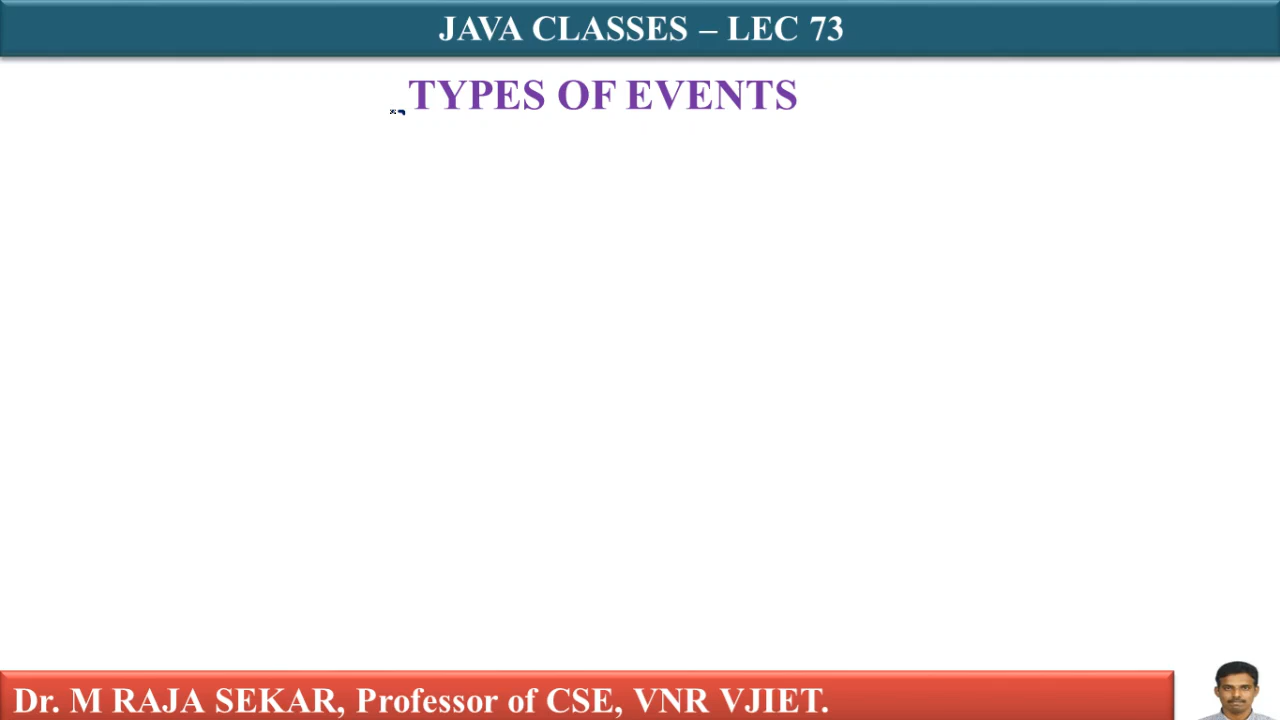 JAVA CLASSES – LEC 73
TYPES OF EVENTS
Dr. M RAJA SEKAR, Professor of CSE, VNR VJIET.